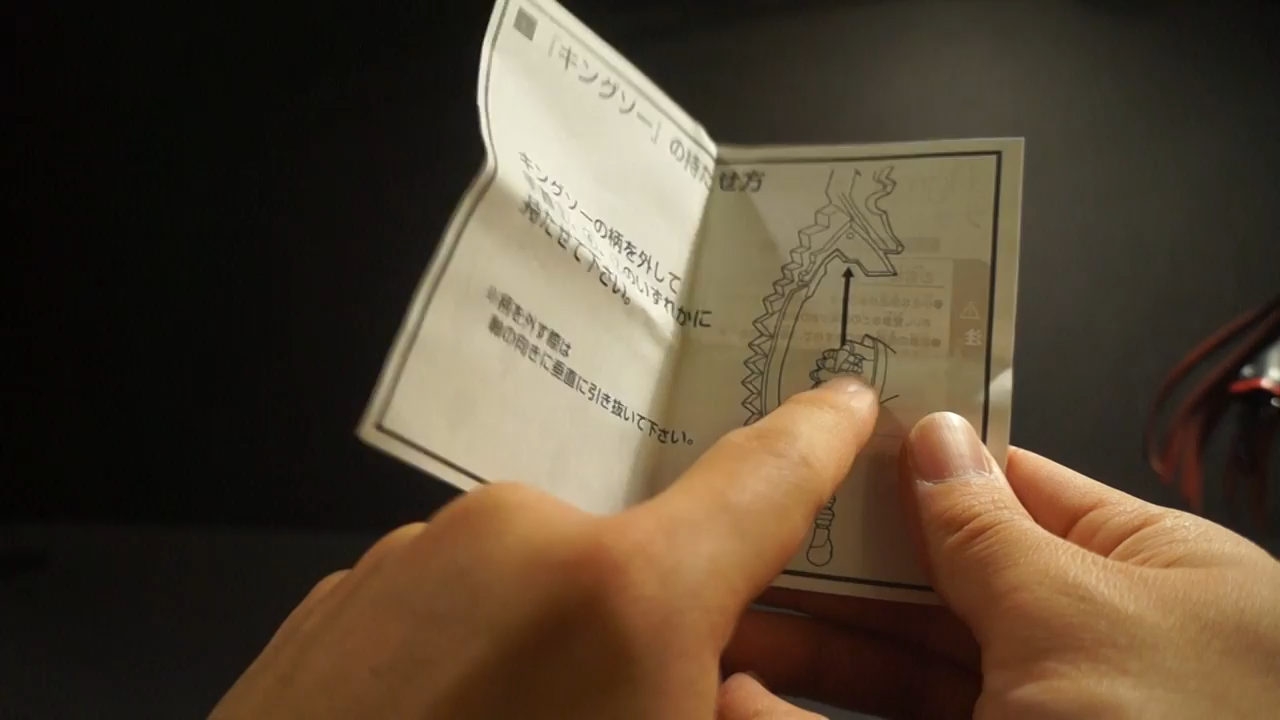 ■「キングソー」の持たせ方
キングソーの柄を外して
のいずれかに
持たせて下さい。
※柄を外す際は
軸の向きに垂直に引き抜いて下さい。
注